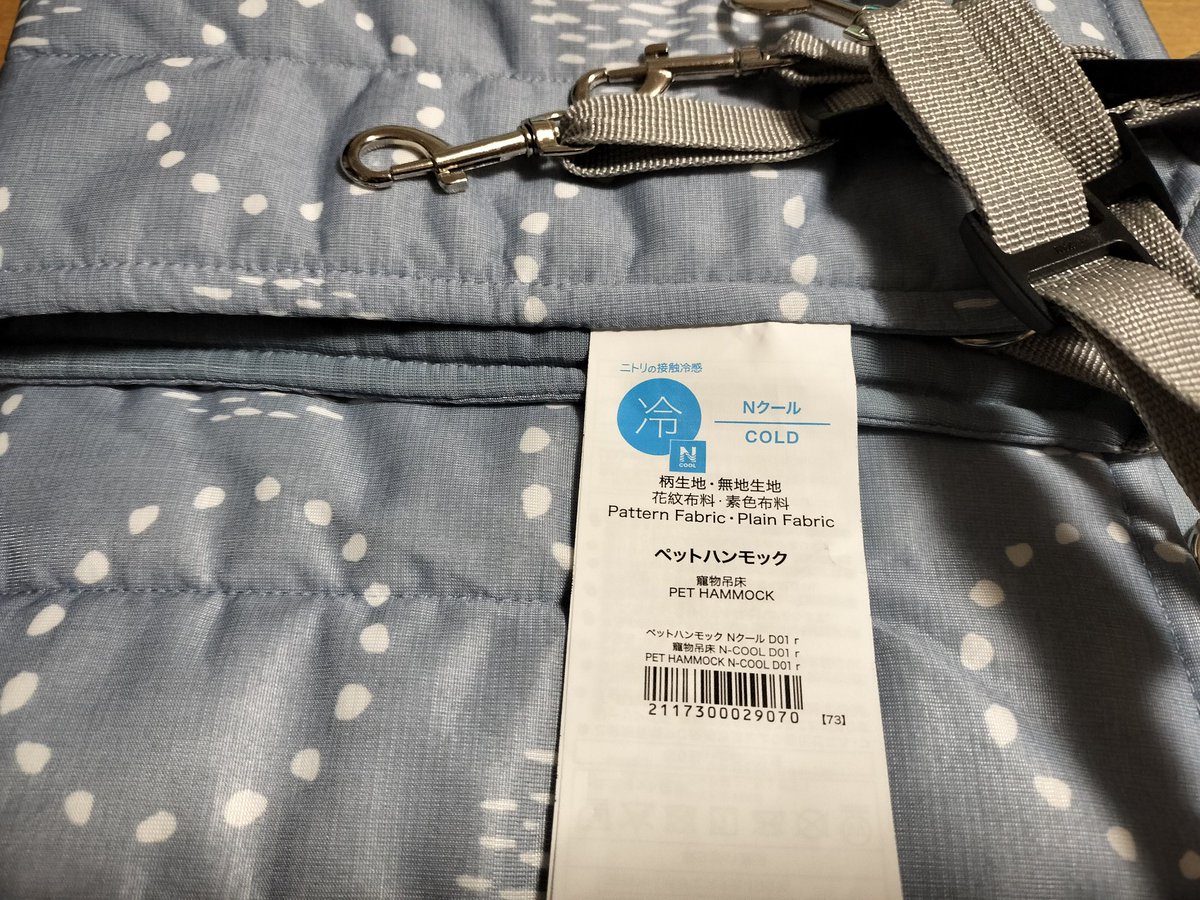 ニトリの接触冷感
冷
Nクール
COLD
N
COOL
柄生地・無地生地
花紋布料・素色布料
Pattern Fabric・Plain Fabric
ペットハンモック
寵物吊床
PET HAMMOCK
ペットハンモック Nクール D01 r
寵物吊床 N-COOL D01 r
PET HAMMOCK N-COOL D01 r
2117300029070
【73】